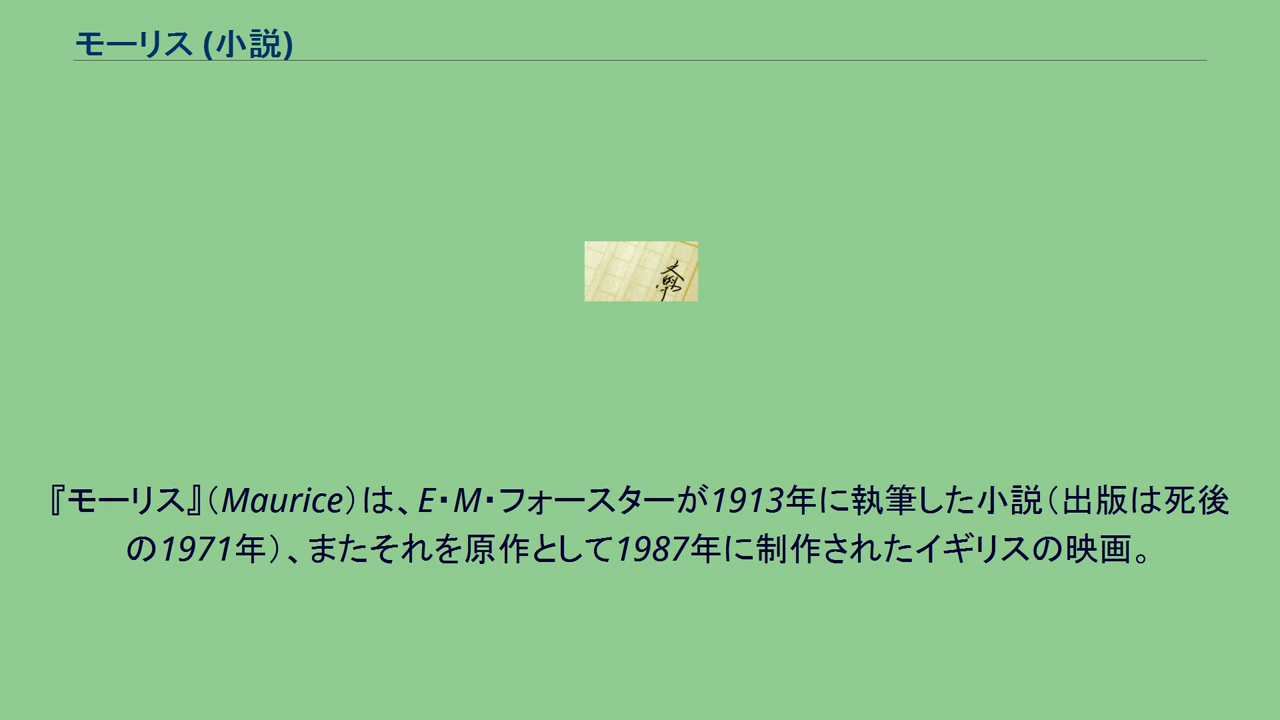 モーリス (小説)
『モーリス』（Maurice）は、E・M・フォースターが1913年に執筆した小説（出版は死後
の1971年）、またそれを原作として1987年に制作されたイギリスの映画。